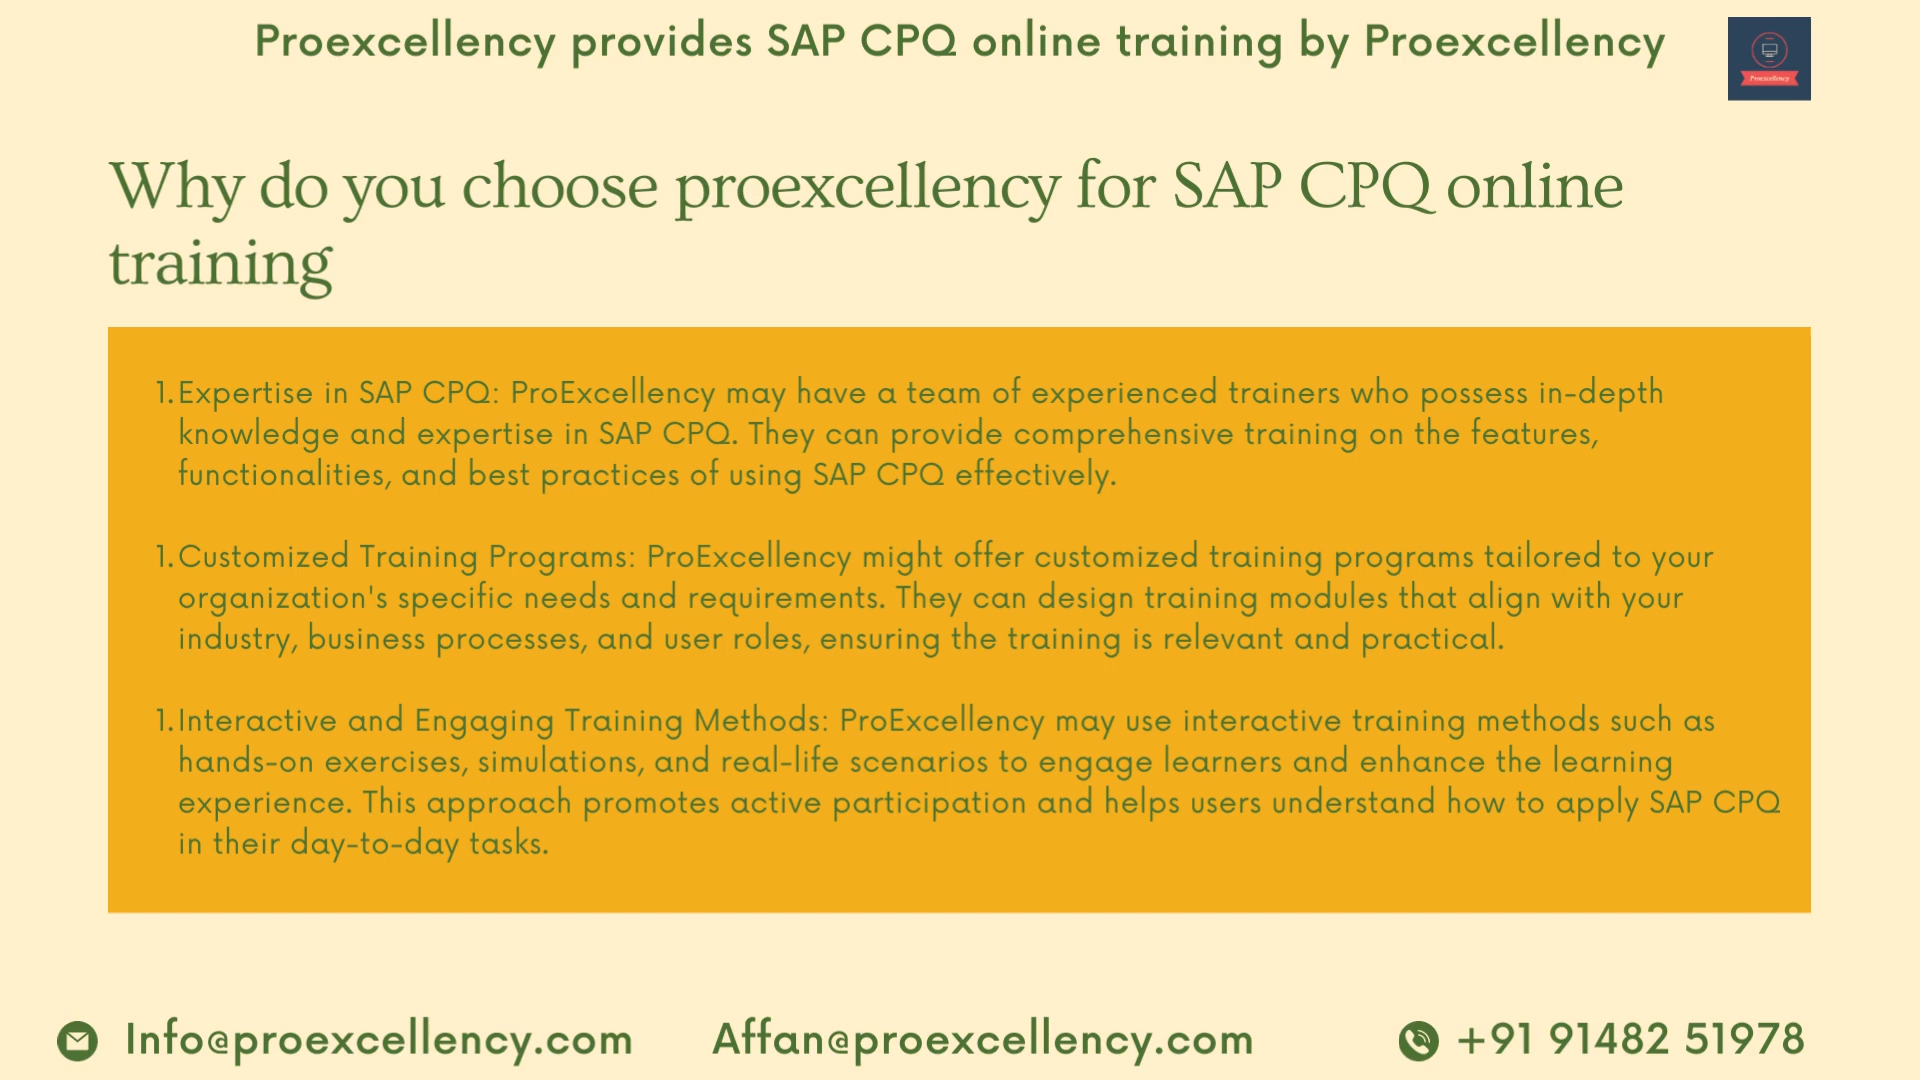 Proexcellency provides SAP CPQ online training by Proexcellency
Proexcellency
Why do you choose proexcellency for SAP CPQ online
training
1. Expertise in SAP CPQ: ProExcellency may have a team of experienced trainers who possess in-depth
knowledge and expertise in SAP CPQ. They can provide comprehensive training on the features,
functionalities, and best practices of using SAP CPQ effectively.
1. Customized Training Programs: ProExcellency might offer customized training programs tailored to your
organization's specific needs and requirements. They can design training modules that align with your
industry, business processes, and user roles, ensuring the training is relevant and practical.
1. Interactive and Engaging Training Methods: ProExcellency may use interactive training methods such as
hands-on exercises, simulations, and real-life scenarios to engage learners and enhance the learning
experience. This approach promotes active participation and helps users understand how to apply SAP CPQ
in their day-to-day tasks.
Info@proexcellency.com Affan@proexcellency.com +91 91482 51978